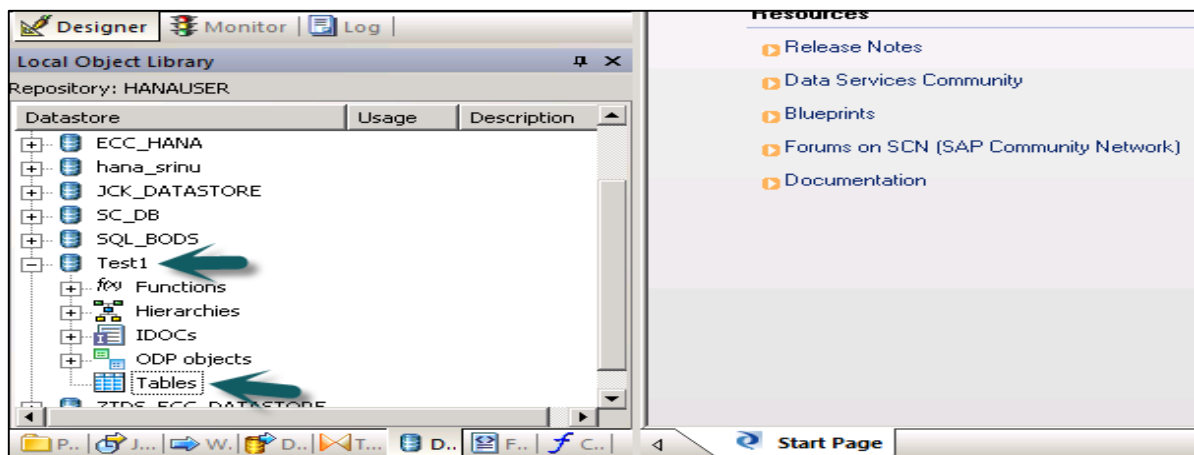 Designer Monitor Log
Local Object Library
Repository: HANAUSER
Datastore Usage Description
ECC_HANA
hana_srinu
JCK_DATASTORE
SC_DB
SQL_BODS
Test1
f(x) Functions
Hierarchies
IDOCs
ODP objects
Tables
ZTDS_ECC_DATASTORE
P.. J... W.. D.. T... D.. F.. C..
Resources
Release Notes
Data Services Community
Blueprints
Forums on SCN (SAP Community Network)
Documentation
Start Page